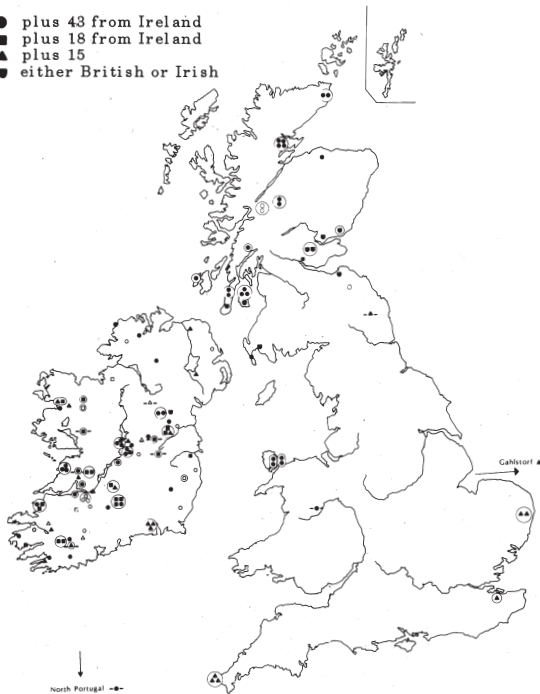 plus 43 from Ireland
plus 18 from Ireland
plus 15
either British or Irish
Gahlstorf
North Portugal